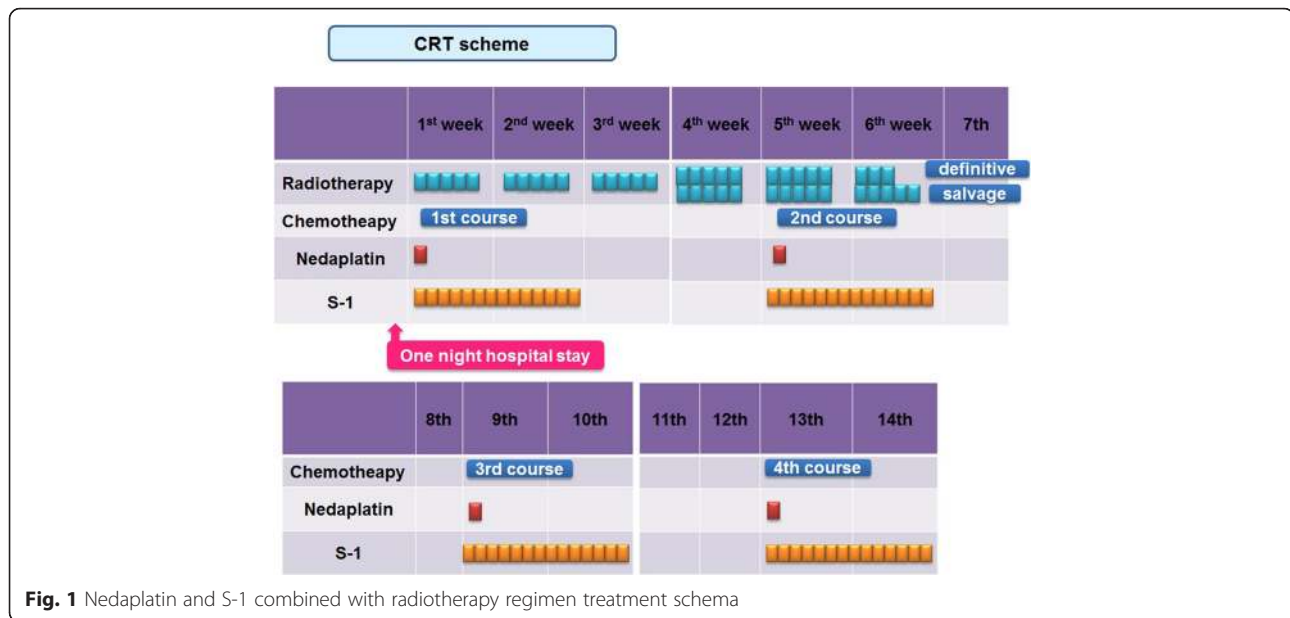 CRT scheme
1st week 2nd week 3rd week 4th week 5th week 6th week 7th
Radiotherapy definitive
salvage
Chemotheapy 1st course 2nd course
Nedaplatin
S-1
One night hospital stay
8th 9th 10th 11th 12th 13th 14th
Chemotheapy 3rd course 4th course
Nedaplatin
S-1
Fig. 1 Nedaplatin and S-1 combined with radiotherapy regimen treatment schema